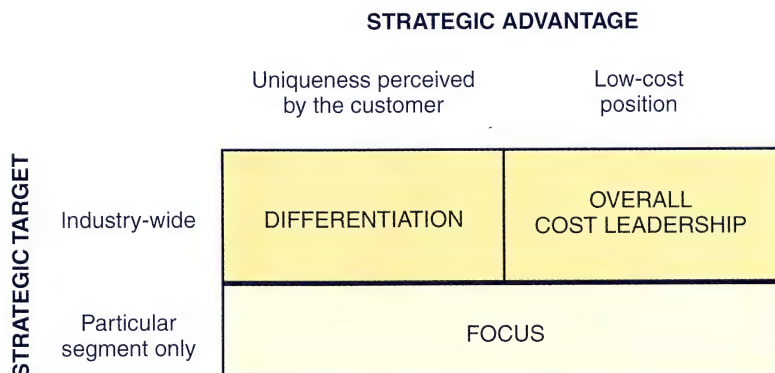 STRATEGIC ADVANTAGE
Uniqueness perceived
by the customer
Low-cost
position
STRATEGIC TARGET
Industry-wide
DIFFERENTIATION
OVERALL
COST LEADERSHIP
Particular
segment only
FOCUS